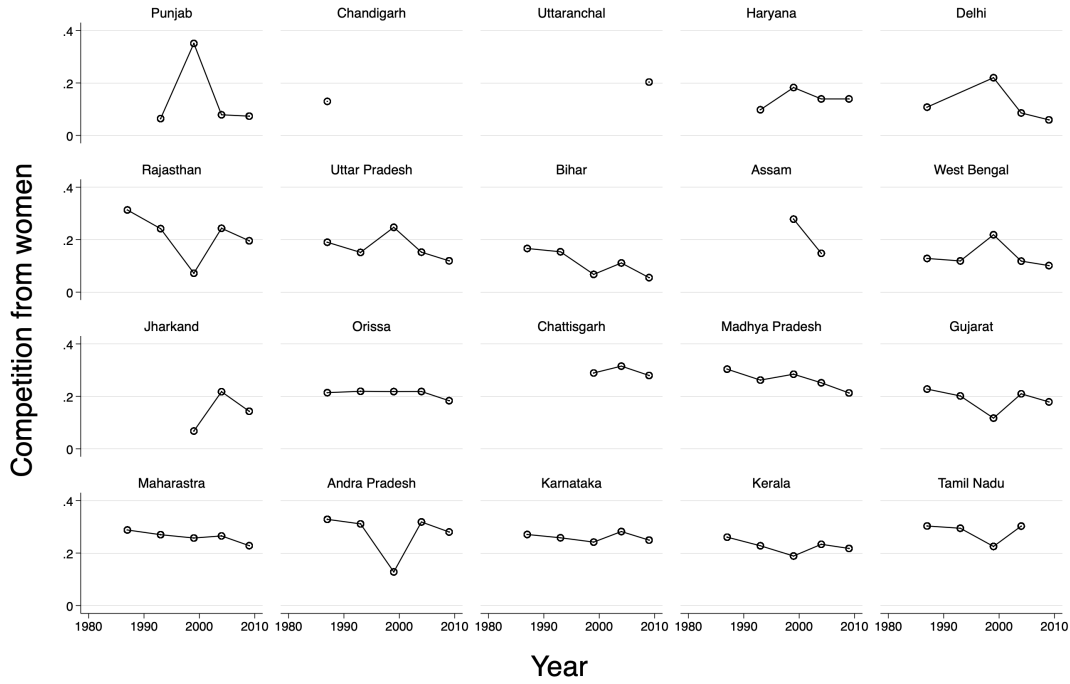 Punjab Chandigarh Uttaranchal Haryana Delhi
.4
.2
0
Rajasthan Uttar Pradesh Bihar Assam West Bengal
.4
.2
0
Jharkand Orissa Chattisgarh Madhya Pradesh Gujarat
.4
.2
0
Maharastra Andra Pradesh Karnataka Kerala Tamil Nadu
.4
.2
0
1980 1990 2000 2010 1980 1990 2000 2010 1980 1990 2000 2010 1980 1990 2000 2010 1980 1990 2000 2010
Competition from women
Year